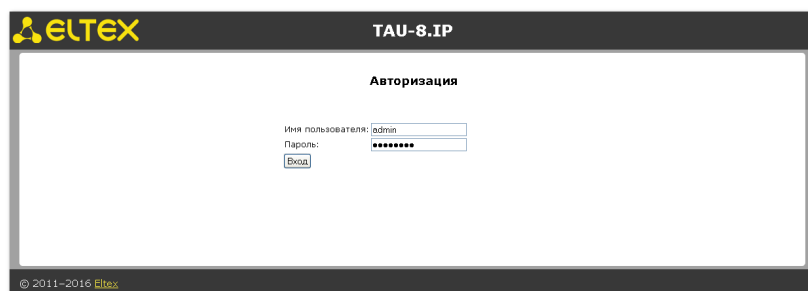 ELTEX
TAU-8.IP
Авторизация
Имя пользователя: admin
Пароль: ●●●●●●●●
Вход
© 2011–2016 Eltex